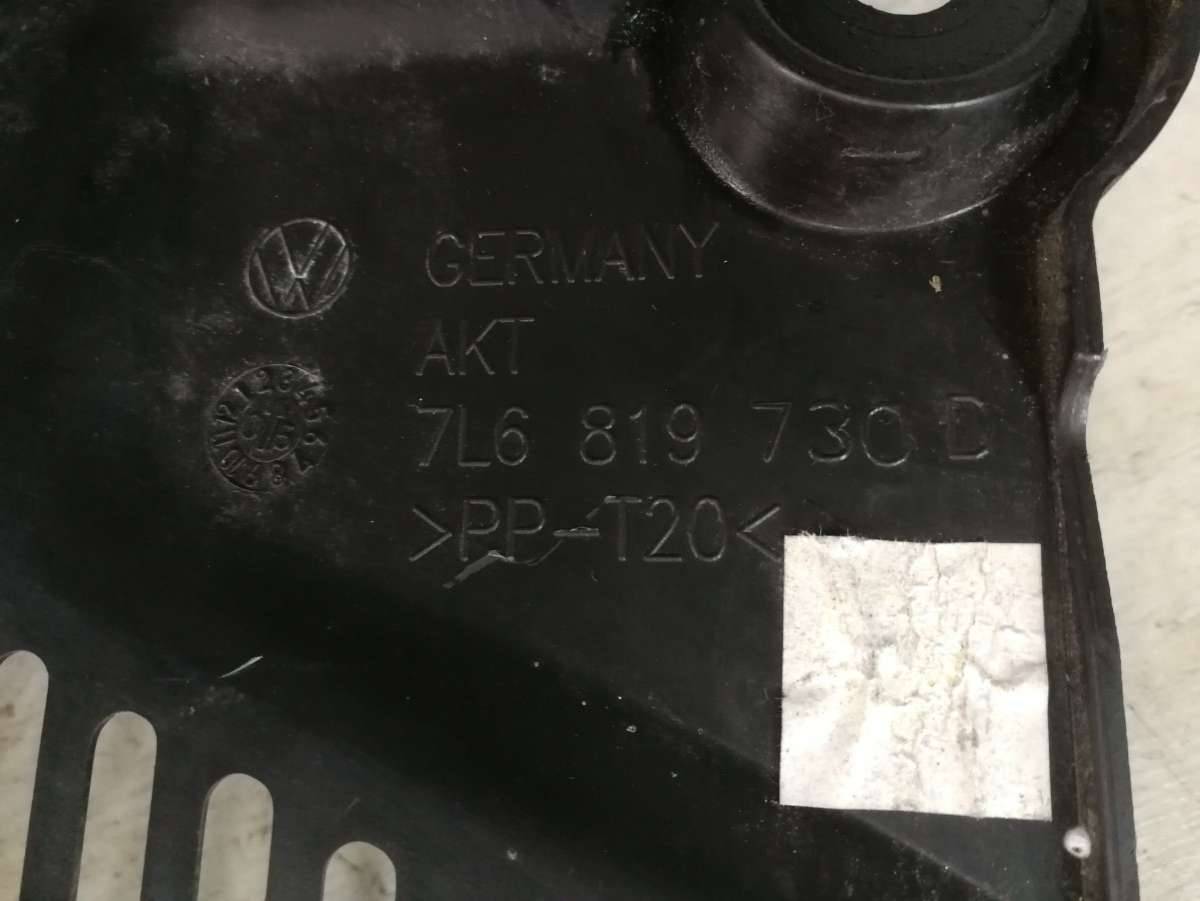 GERMANY
AKT
7L6 819 730 D
>PP-T20<